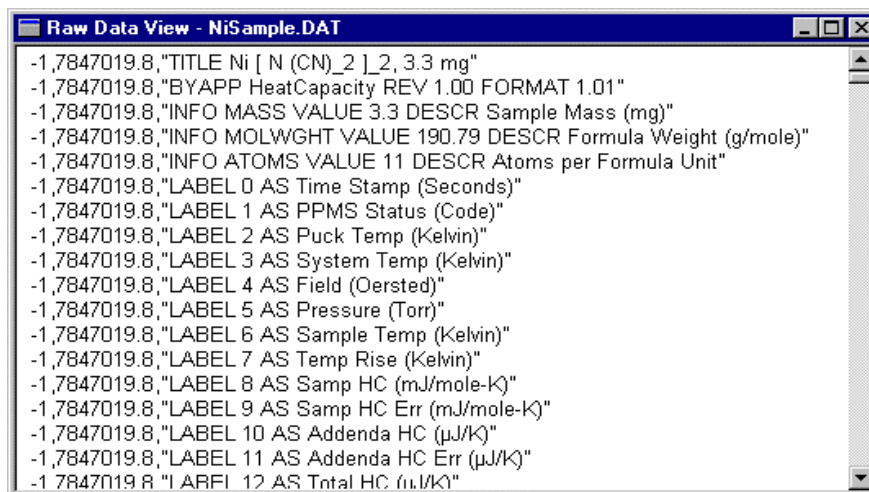 Raw Data View - NiSample.DAT
-1,7847019.8,"TITLE Ni [ N (CN)_2 ]_2, 3.3 mg"
-1,7847019.8,"BYAPP HeatCapacity REV 1.00 FORMAT 1.01"
-1,7847019.8,"INFO MASS VALUE 3.3 DESCR Sample Mass (mg)"
-1,7847019.8,"INFO MOLWGHT VALUE 190.79 DESCR Formula Weight (g/mole)"
-1,7847019.8,"INFO ATOMS VALUE 11 DESCR Atoms per Formula Unit"
-1,7847019.8,"LABEL 0 AS Time Stamp (Seconds)"
-1,7847019.8,"LABEL 1 AS PPMS Status (Code)"
-1,7847019.8,"LABEL 2 AS Puck Temp (Kelvin)"
-1,7847019.8,"LABEL 3 AS System Temp (Kelvin)"
-1,7847019.8,"LABEL 4 AS Field (Oersted)"
-1,7847019.8,"LABEL 5 AS Pressure (Torr)"
-1,7847019.8,"LABEL 6 AS Sample Temp (Kelvin)"
-1,7847019.8,"LABEL 7 AS Temp Rise (Kelvin)"
-1,7847019.8,"LABEL 8 AS Samp HC (mJ/mole-K)"
-1,7847019.8,"LABEL 9 AS Samp HC Err (mJ/mole-K)"
-1,7847019.8,"LABEL 10 AS Addenda HC (µJ/K)"
-1,7847019.8,"LABEL 11 AS Addenda HC Err (µJ/K)"
-1,7847019.8,"LABEL 12 AS Total HC (µJ/K)"